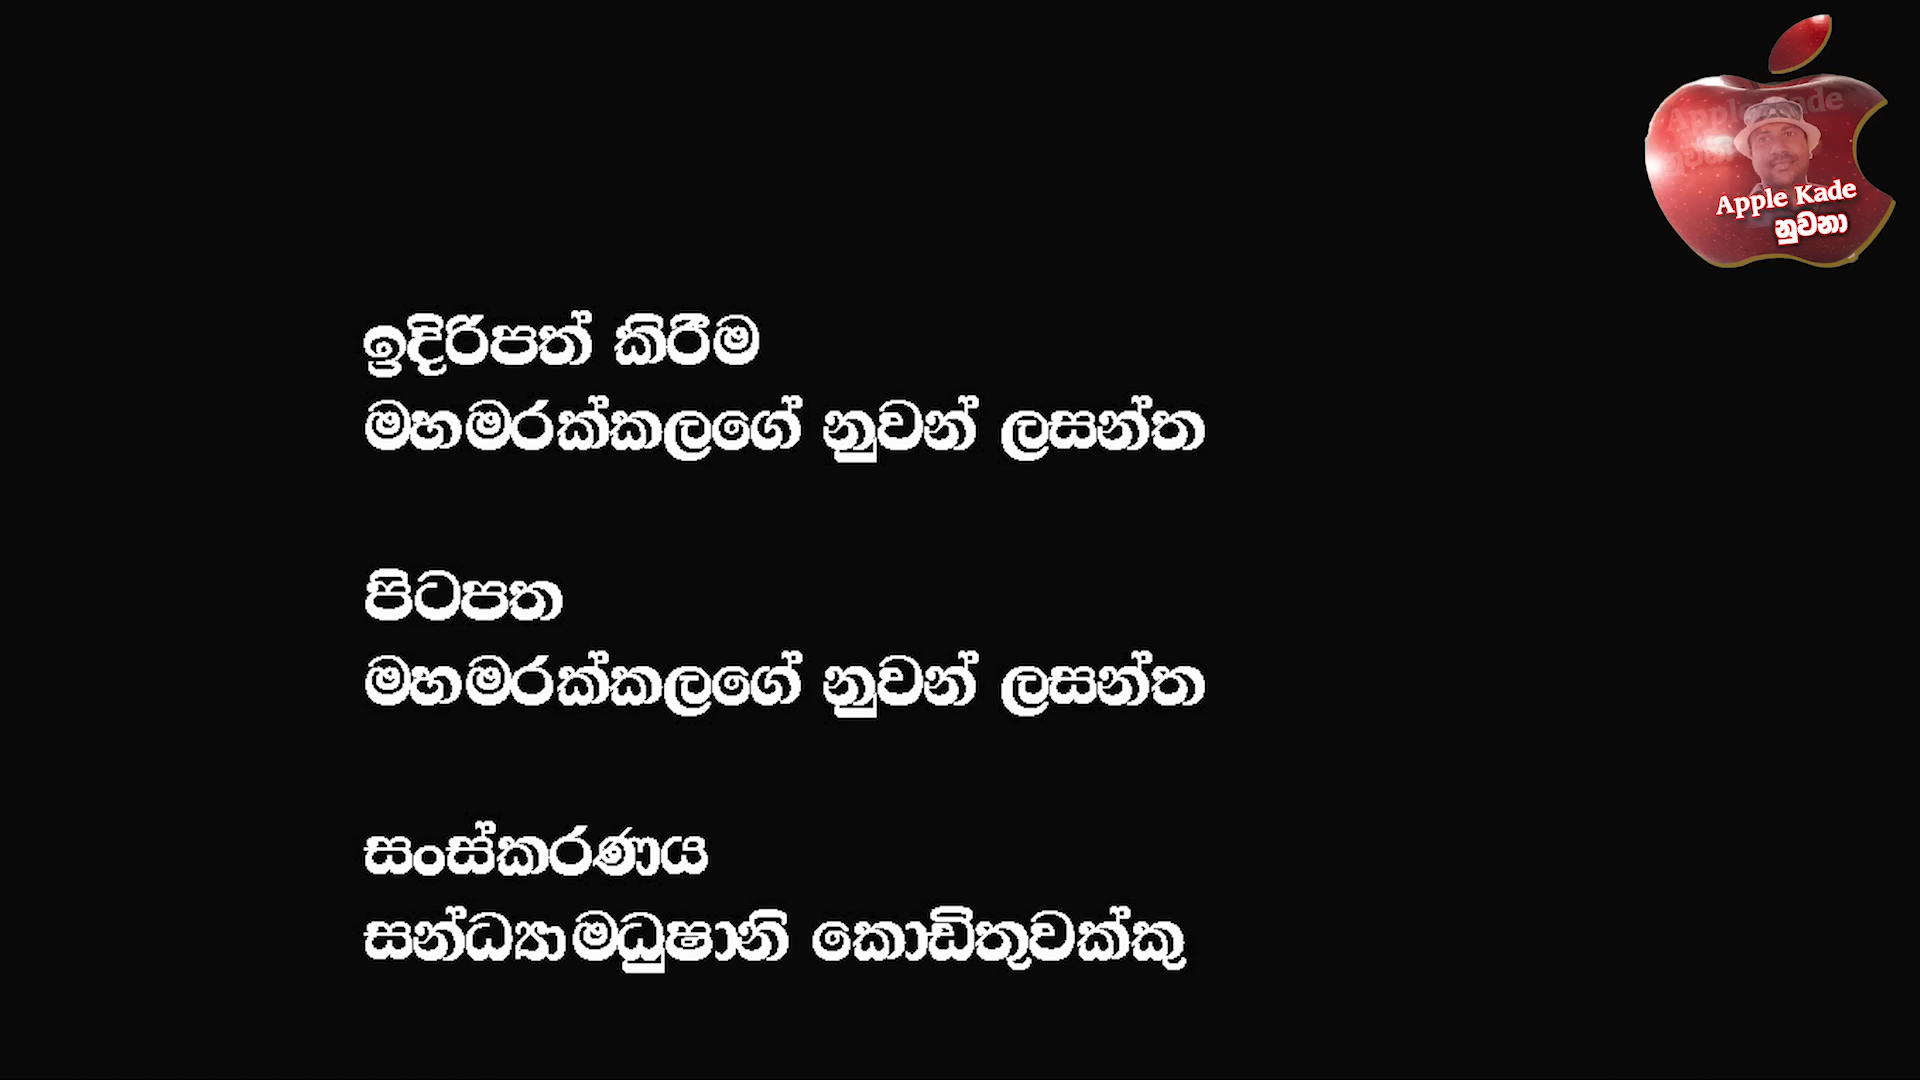 Apple Kade
නුවනා
ඉදිරිපත් කිරීම
මහමරක්කලගේ නුවන් ලසන්ත
පිටපත
මහමරක්කලගේ නුවන් ලසන්ත
සංස්කරණය
සන්ධ්‍යාමධුෂානි කොඩිතුවක්කු